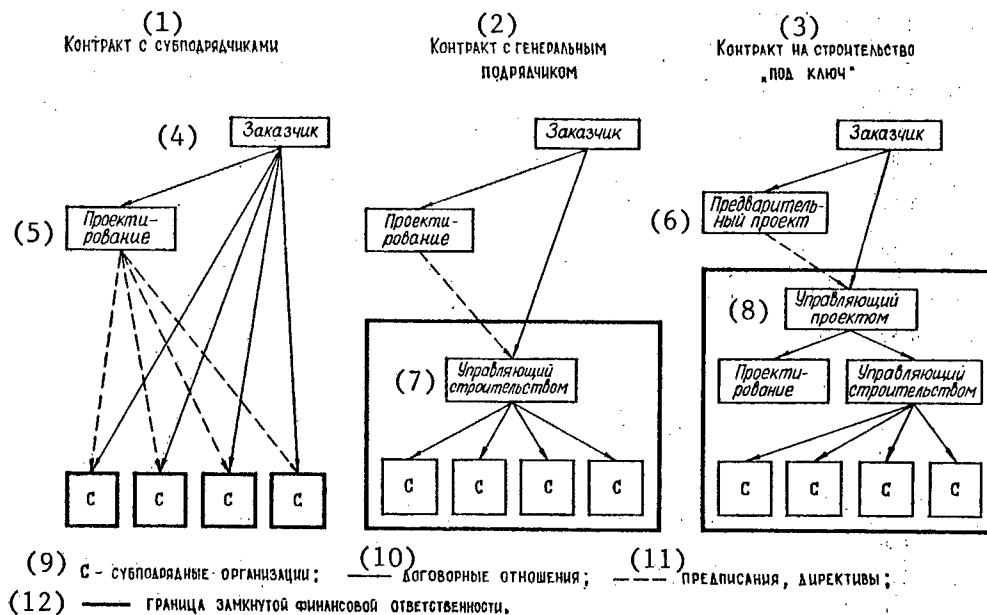 (1)
Контракт с субподрядчиками
(2)
Контракт с генеральным
подрядчиком
(3)
Контракт на строительство
„под ключ"
(4)
Заказчик
Заказчик
Заказчик
(5)
Проекти-
рование
Проекти-
рование
(6)
Предваритель-
ный проект
(7)
Управляющий
строительством
(8)
Управляющий
проектом
Проекти-
рование
Управляющий
строительством
С С С С
С С С С
С С С С
(9) С – субподрядные организации; (10) договорные отношения; (11) предписания, директивы;
(12) граница замкнутой финансовой ответственности.